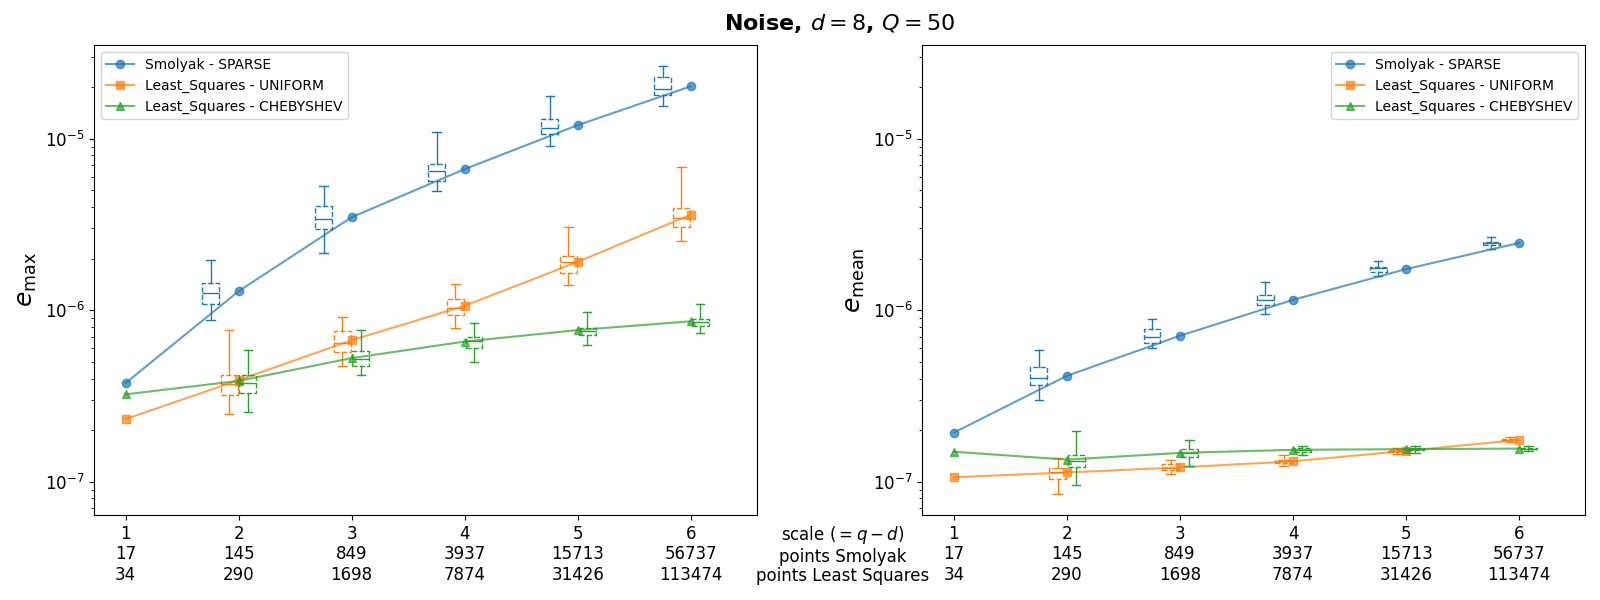 Noise, d = 8, Q = 50
Smolyak - SPARSE
Least_Squares - UNIFORM
Least_Squares - CHEBYSHEV
e_max
10^-5
10^-6
10^-7
1 2 3 4 5 6
17 145 849 3937 15713 56737
34 290 1698 7874 31426 113474
scale (= q − d)
points Smolyak
points Least Squares
Smolyak - SPARSE
Least_Squares - UNIFORM
Least_Squares - CHEBYSHEV
e_mean
10^-5
10^-6
10^-7
1 2 3 4 5 6
17 145 849 3937 15713 56737
34 290 1698 7874 31426 113474